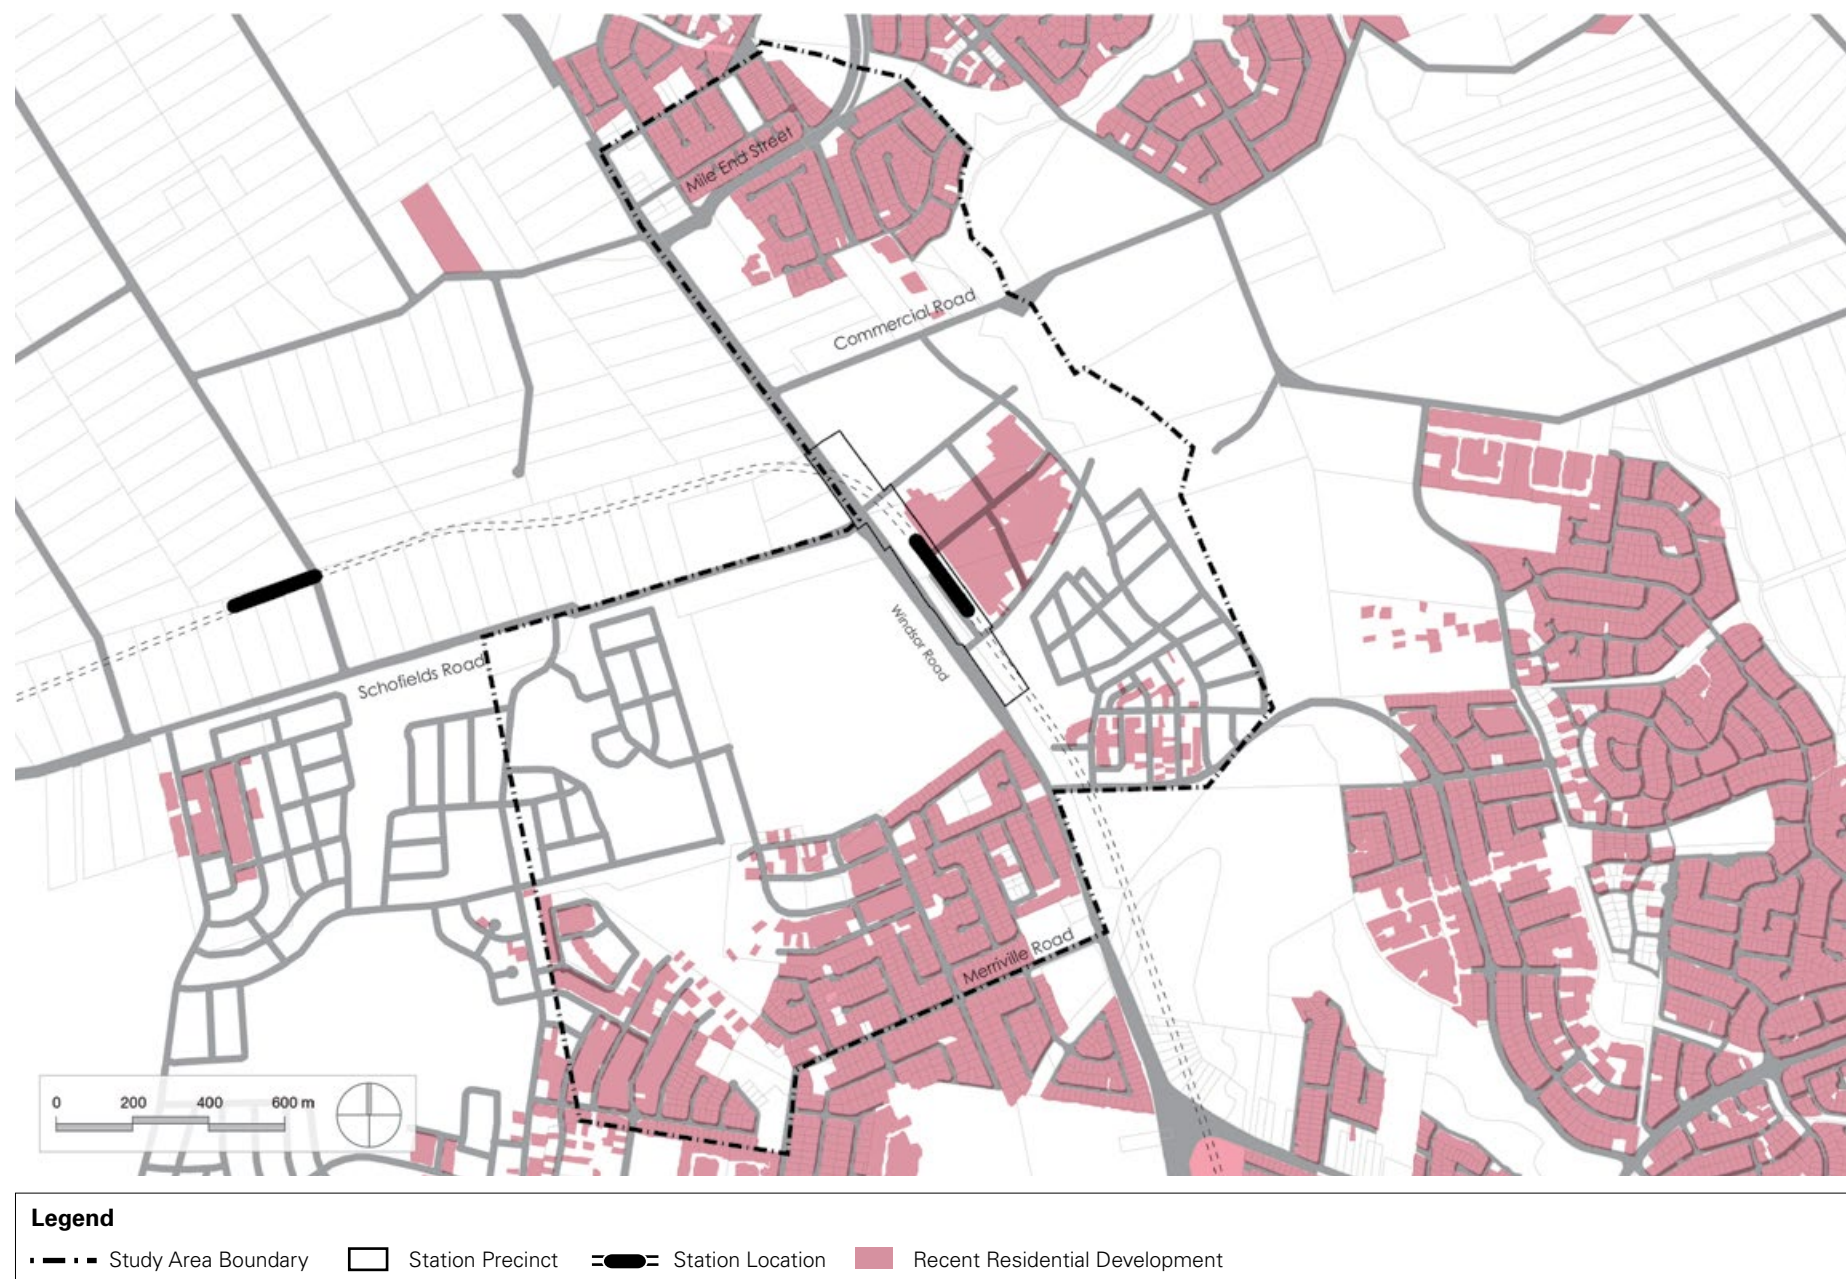 Mile End Street
Commercial Road
Windsor Road
Schofields Road
Merriville Road
0 200 400 600 m
Legend
Study Area Boundary
Station Precinct
Station Location
Recent Residential Development